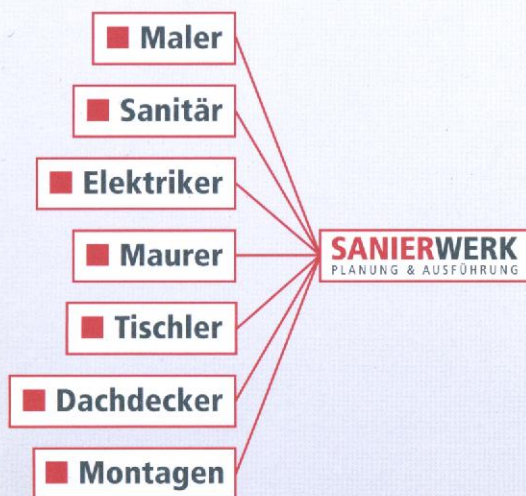 Maler
Sanitär
Elektriker
Maurer
SANIERWERK
PLANUNG & AUSFÜHRUNG
Tischler
Dachdecker
Montagen